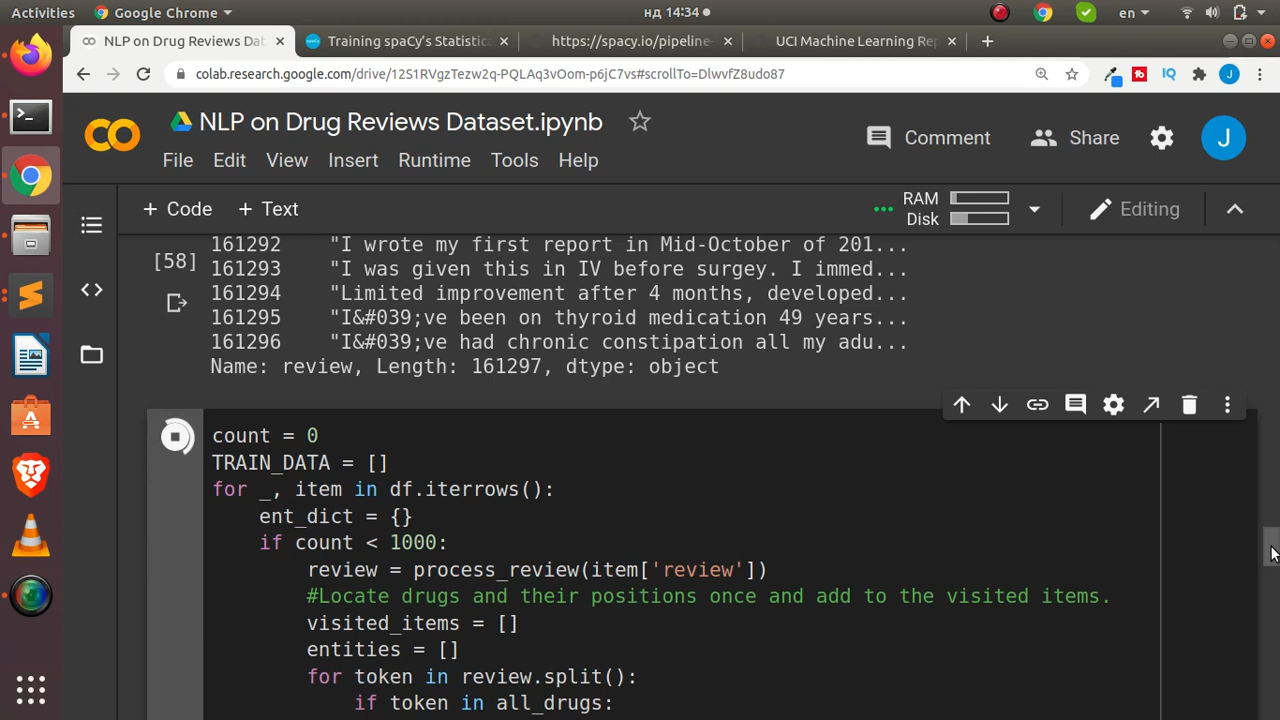 Activities Google Chrome нд 14:34 en
NLP on Drug Reviews Dat Training spaCy's Statistica https://spacy.io/pipeline- UCI Machine Learning Rep
colab.research.google.com/drive/12S1RVgzTezw2q-PQLAq3vOom-p6jC7vs#scrollTo=DlwvfZ8udo87 IQ J
NLP on Drug Reviews Dataset.ipynb
Comment Share J
File Edit View Insert Runtime Tools Help
+ Code + Text RAM Disk Editing
161292 "I wrote my first report in Mid-October of 201...
[58]
161293 "I was given this in IV before surgey. I immed...
161294 "Limited improvement after 4 months, developed...
161295 "I&#039;ve been on thyroid medication 49 years...
161296 "I&#039;ve had chronic constipation all my adu...
Name: review, Length: 161297, dtype: object
count = 0
TRAIN_DATA = []
for _, item in df.iterrows():
ent_dict = {}
if count < 1000:
review = process_review(item['review'])
#Locate drugs and their positions once and add to the visited items.
visited_items = []
entities = []
for token in review.split():
if token in all_drugs: